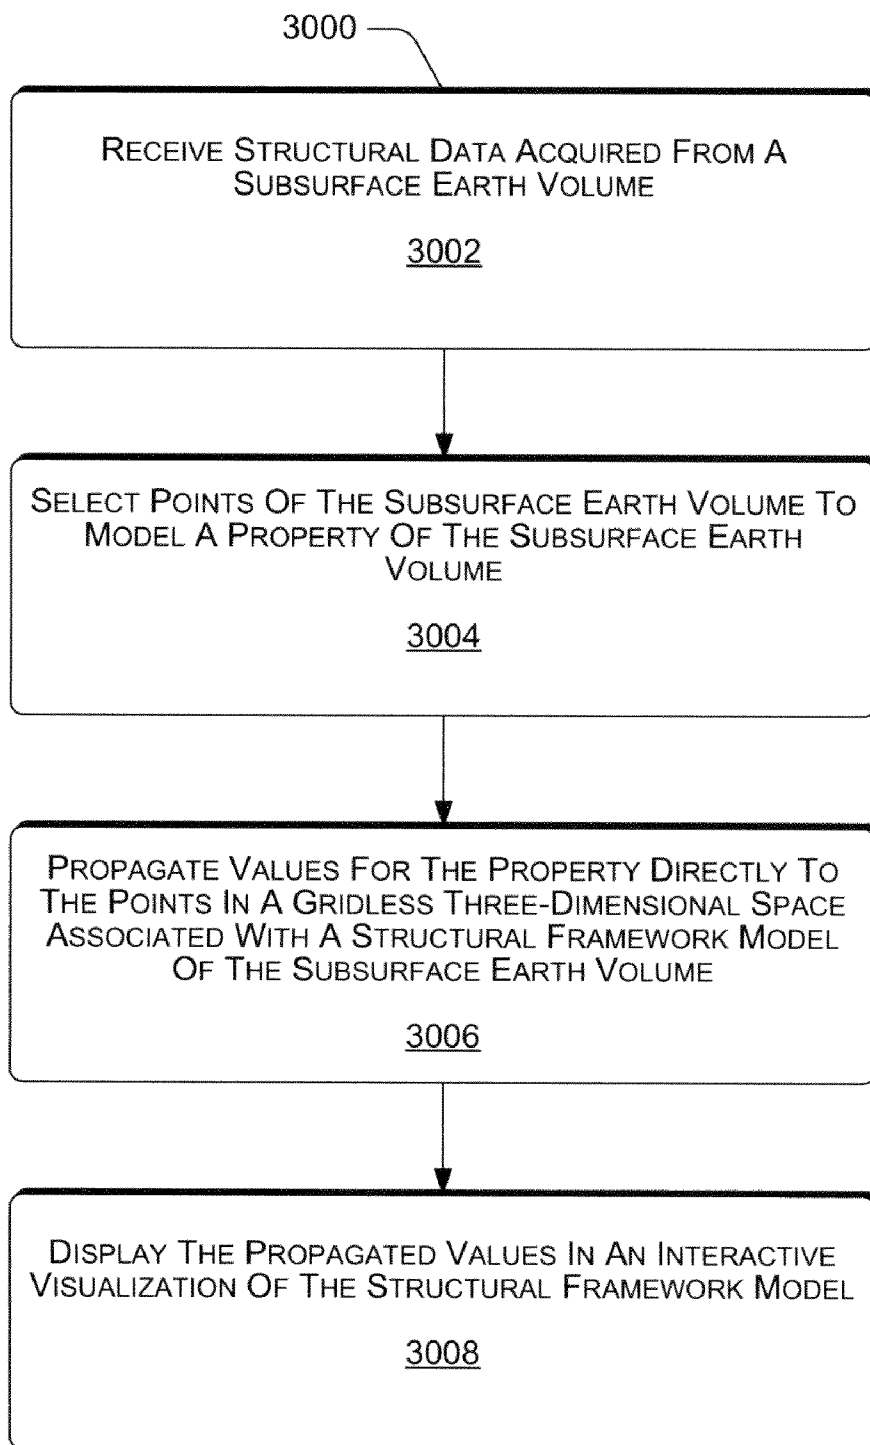 3000
RECEIVE STRUCTURAL DATA ACQUIRED FROM A
SUBSURFACE EARTH VOLUME
3002
SELECT POINTS OF THE SUBSURFACE EARTH VOLUME TO
MODEL A PROPERTY OF THE SUBSURFACE EARTH
VOLUME
3004
PROPAGATE VALUES FOR THE PROPERTY DIRECTLY TO
THE POINTS IN A GRIDLESS THREE-DIMENSIONAL SPACE
ASSOCIATED WITH A STRUCTURAL FRAMEWORK MODEL
OF THE SUBSURFACE EARTH VOLUME
3006
DISPLAY THE PROPAGATED VALUES IN AN INTERACTIVE
VISUALIZATION OF THE STRUCTURAL FRAMEWORK MODEL
3008